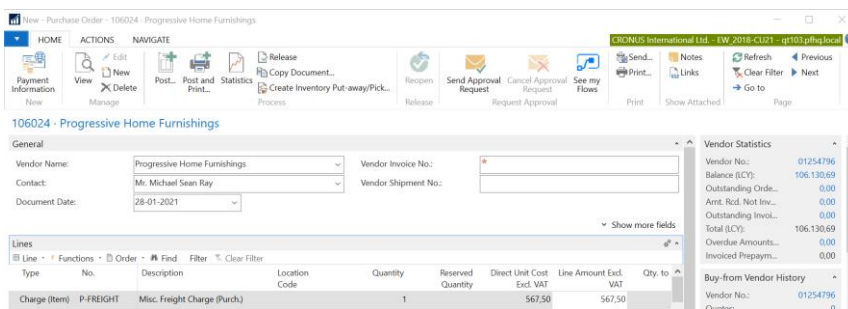 New - Purchase Order - 106024 · Progressive Home Furnishings
HOME ACTIONS NAVIGATE
CRONUS International Ltd. - EW_2018-CU21 - qt103.pfhq.local
Payment Information
Edit
New
Delete
View
Post...
Post and Print...
Statistics
Release
Copy Document...
Create Inventory Put-away/Pick...
Reopen
Send Approval Request
Cancel Approval Request
See my Flows
Send...
Print...
Notes
Links
Refresh
Clear Filter
Go to
Previous
Next
New Manage Process Release Request Approval Print Show Attached Page
106024 · Progressive Home Furnishings
General
Vendor Name: Progressive Home Furnishings Vendor Invoice No.: *
Contact: Mr. Michael Sean Ray Vendor Shipment No.:
Document Date: 28-01-2021
Show more fields
Lines
Line Functions Order Find Filter Clear Filter
Type No. Description Location Code Quantity Reserved Quantity Direct Unit Cost Excl. VAT Line Amount Excl. VAT Qty. to
Charge (Item) P-FREIGHT Misc. Freight Charge (Purch.) 1 567,50 567,50
Vendor Statistics
Vendor No.: 01254796
Balance (LCY): 106.130,69
Outstanding Orde... 0,00
Amt. Rcd. Not Inv... 0,00
Outstanding Invoi... 0,00
Total (LCY): 106.130,69
Overdue Amounts... 0,00
Invoiced Prepaym... 0,00
Buy-from Vendor History
Vendor No.: 01254796
Quotes: 0